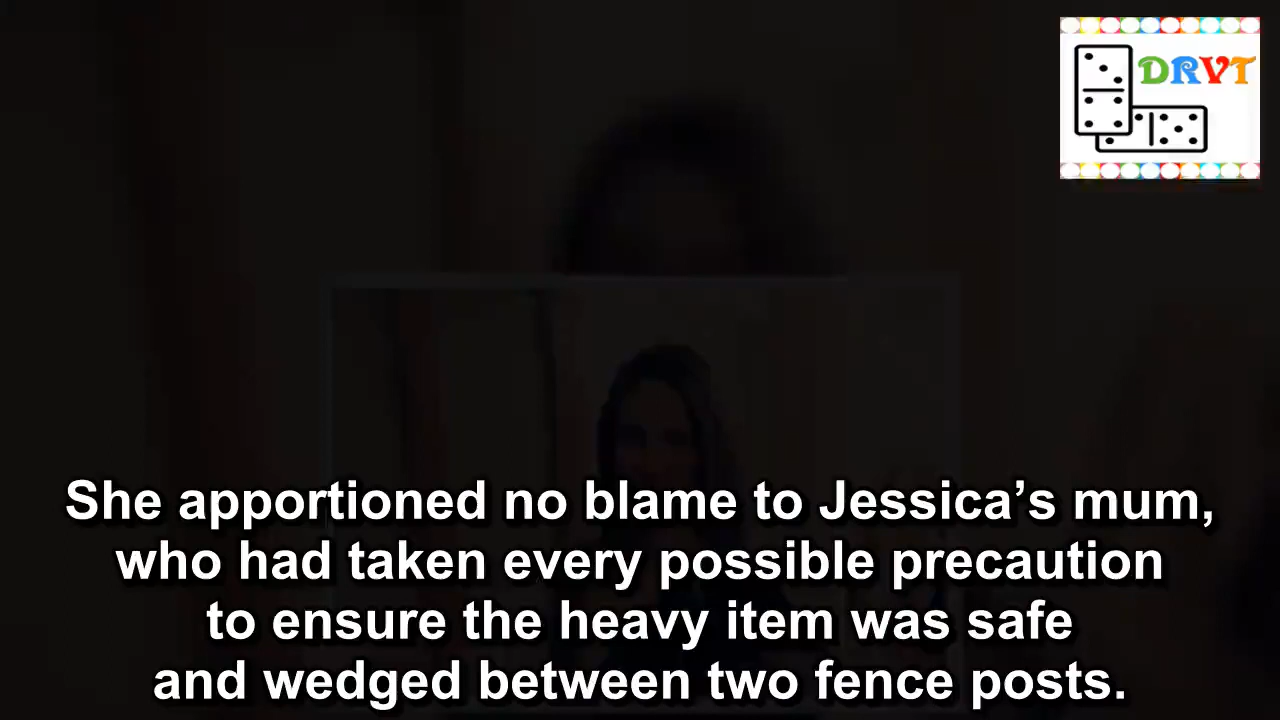 DRVT
She apportioned no blame to Jessica’s mum,
who had taken every possible precaution
to ensure the heavy item was safe
and wedged between two fence posts.